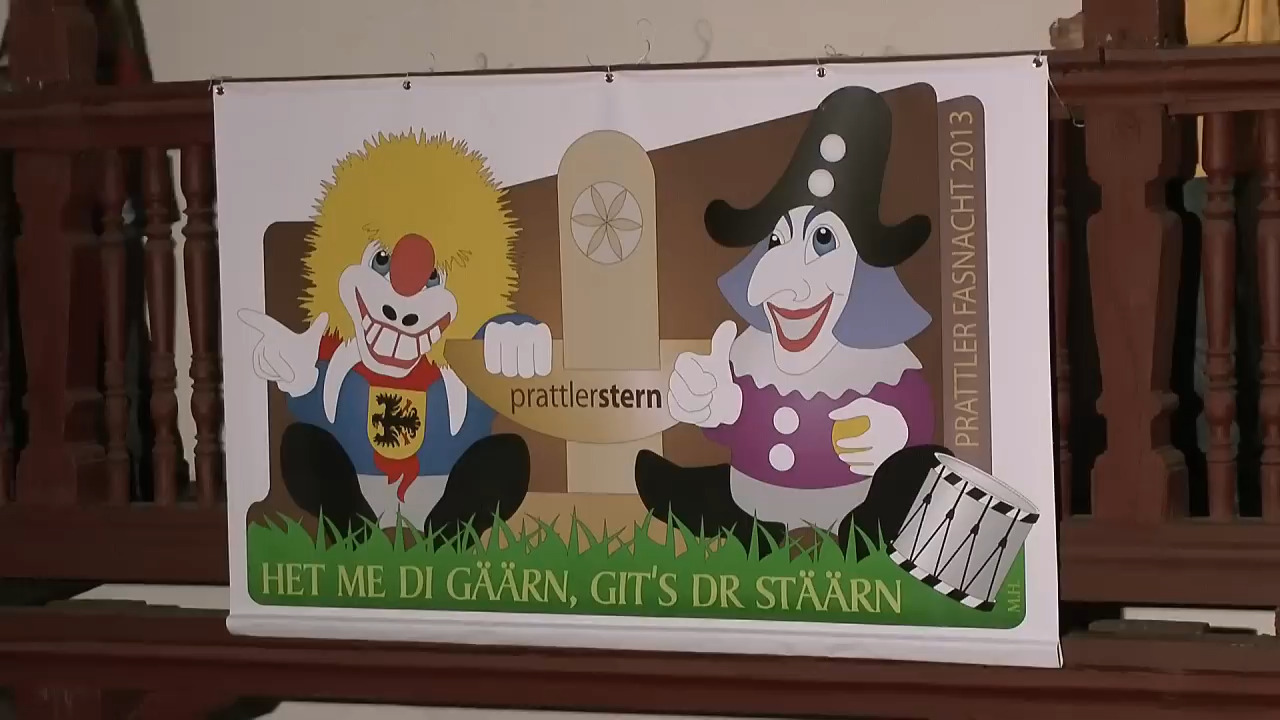 prattlerstern
PRATTLER FASNACHT 2013
HET ME DI GÄÄRN, GIT'S DR STÄÄRN
M.H.